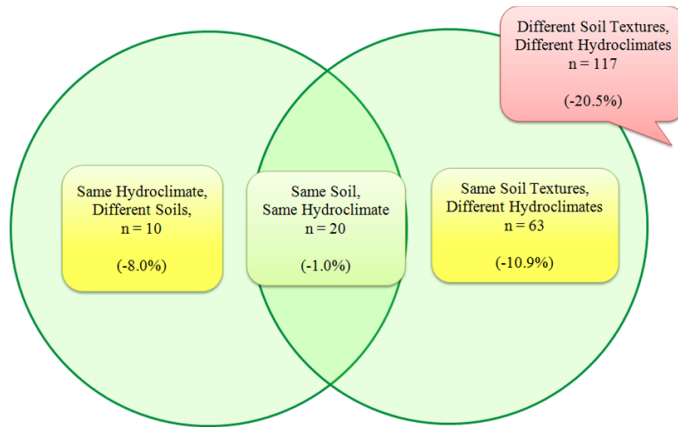 Different Soil Textures,
Different Hydroclimates
n = 117
(-20.5%)
Same Hydroclimate,
Different Soils,
n = 10
(-8.0%)
Same Soil,
Same Hydroclimate
n = 20
(-1.0%)
Same Soil Textures,
Different Hydroclimates
n = 63
(-10.9%)